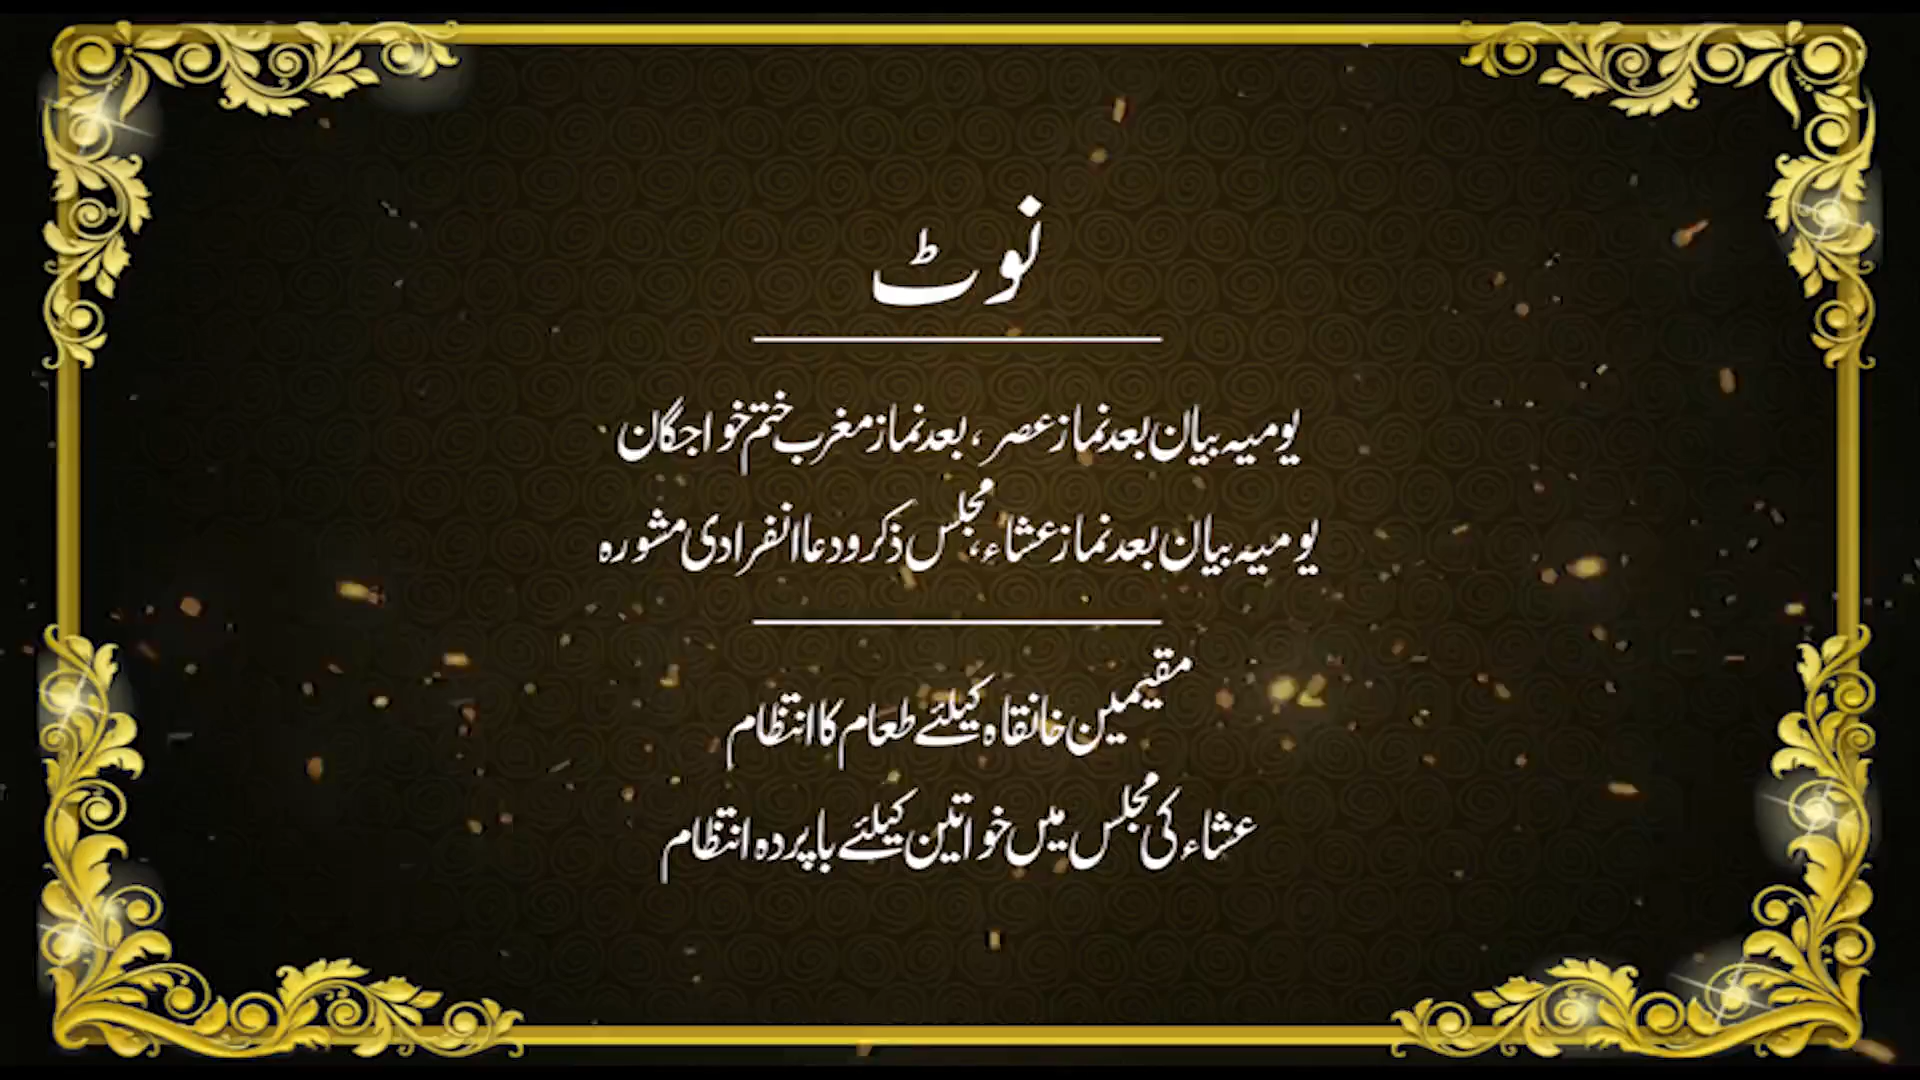 نوٹ
یومیہ بیان بعد نماز عصر، بعد نماز مغرب ختم خواجگان
یومیہ بیان بعد نماز عشاء، مجلس ذکر و دعا انفرادی مشورہ
مقیمین خانقاہ کیلئے طعام کا انتظام
عشاء کی مجلس میں خواتین کیلئے باپردہ انتظام